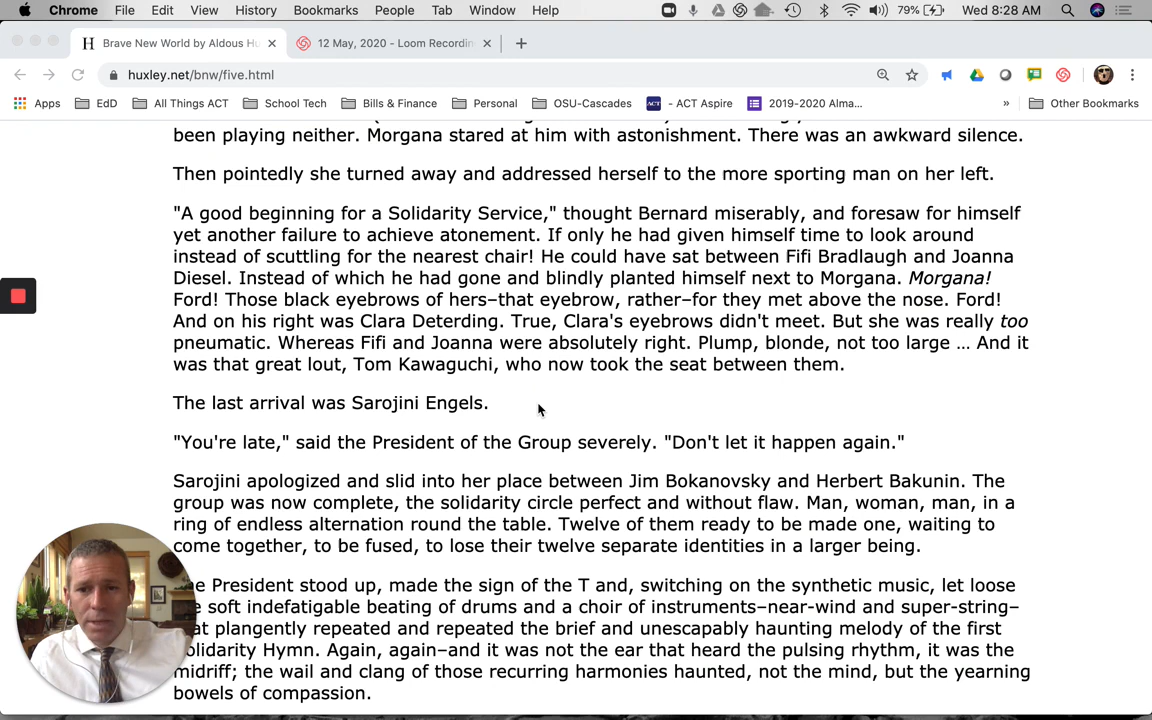 Chrome File Edit View History Bookmarks People Tab Window Help 79% Wed 8:28 AM
H Brave New World by Aldous Hu 12 May, 2020 - Loom Recordin
huxley.net/bnw/five.html
Apps EdD All Things ACT School Tech Bills & Finance Personal OSU-Cascades ACT - ACT Aspire 2019-2020 Alma... » Other Bookmarks
been playing neither. Morgana stared at him with astonishment. There was an awkward silence.
Then pointedly she turned away and addressed herself to the more sporting man on her left.
"A good beginning for a Solidarity Service," thought Bernard miserably, and foresaw for himself
yet another failure to achieve atonement. If only he had given himself time to look around
instead of scuttling for the nearest chair! He could have sat between Fifi Bradlaugh and Joanna
Diesel. Instead of which he had gone and blindly planted himself next to Morgana. Morgana!
Ford! Those black eyebrows of hers–that eyebrow, rather–for they met above the nose. Ford!
And on his right was Clara Deterding. True, Clara's eyebrows didn't meet. But she was really too
pneumatic. Whereas Fifi and Joanna were absolutely right. Plump, blonde, not too large ... And it
was that great lout, Tom Kawaguchi, who now took the seat between them.
The last arrival was Sarojini Engels.
"You're late," said the President of the Group severely. "Don't let it happen again."
Sarojini apologized and slid into her place between Jim Bokanovsky and Herbert Bakunin. The
group was now complete, the solidarity circle perfect and without flaw. Man, woman, man, in a
ring of endless alternation round the table. Twelve of them ready to be made one, waiting to
come together, to be fused, to lose their twelve separate identities in a larger being.
e President stood up, made the sign of the T and, switching on the synthetic music, let loose
soft indefatigable beating of drums and a choir of instruments–near-wind and super-string–
at plangently repeated and repeated the brief and unescapably haunting melody of the first
olidarity Hymn. Again, again–and it was not the ear that heard the pulsing rhythm, it was the
midriff; the wail and clang of those recurring harmonies haunted, not the mind, but the yearning
bowels of compassion.